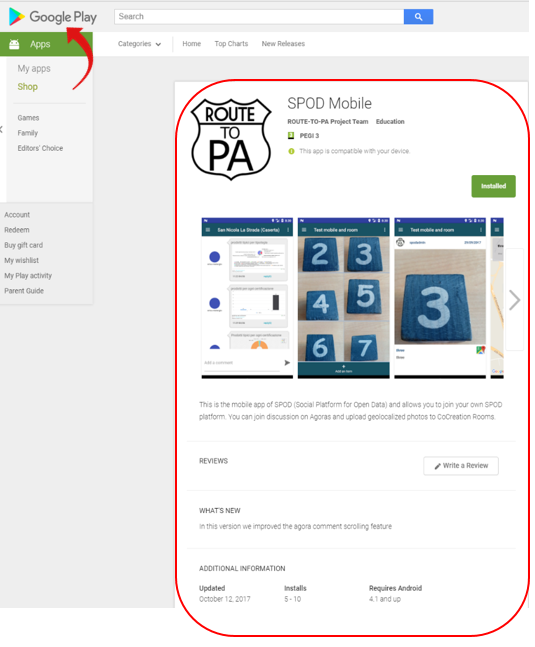 Google Play
Search
Apps
Categories
Home
Top Charts
New Releases
My apps
Shop
Games
Family
Editors' Choice
Account
Redeem
Buy gift card
My wishlist
My Play activity
Parent Guide
ROUTE
TO
PA
SPOD Mobile
ROUTE-TO-PA Project Team Education
PEGI 3
This app is compatible with your device.
Installed
San Nicola La Strada (Caserta)
Add a comment
Test mobile and room
2 3
4 5
6 7
Add an item
Test mobile and room
3
This is the mobile app of SPOD (Social Platform for Open Data) and allows you to join your own SPOD
platform. You can join discussion on Agoras and upload geolocalized photos to CoCreation Rooms.
REVIEWS
Write a Review
WHAT'S NEW
In this version we improved the agora comment scrolling feature
ADDITIONAL INFORMATION
Updated Installs Requires Android
October 12, 2017 5 - 10 4.1 and up